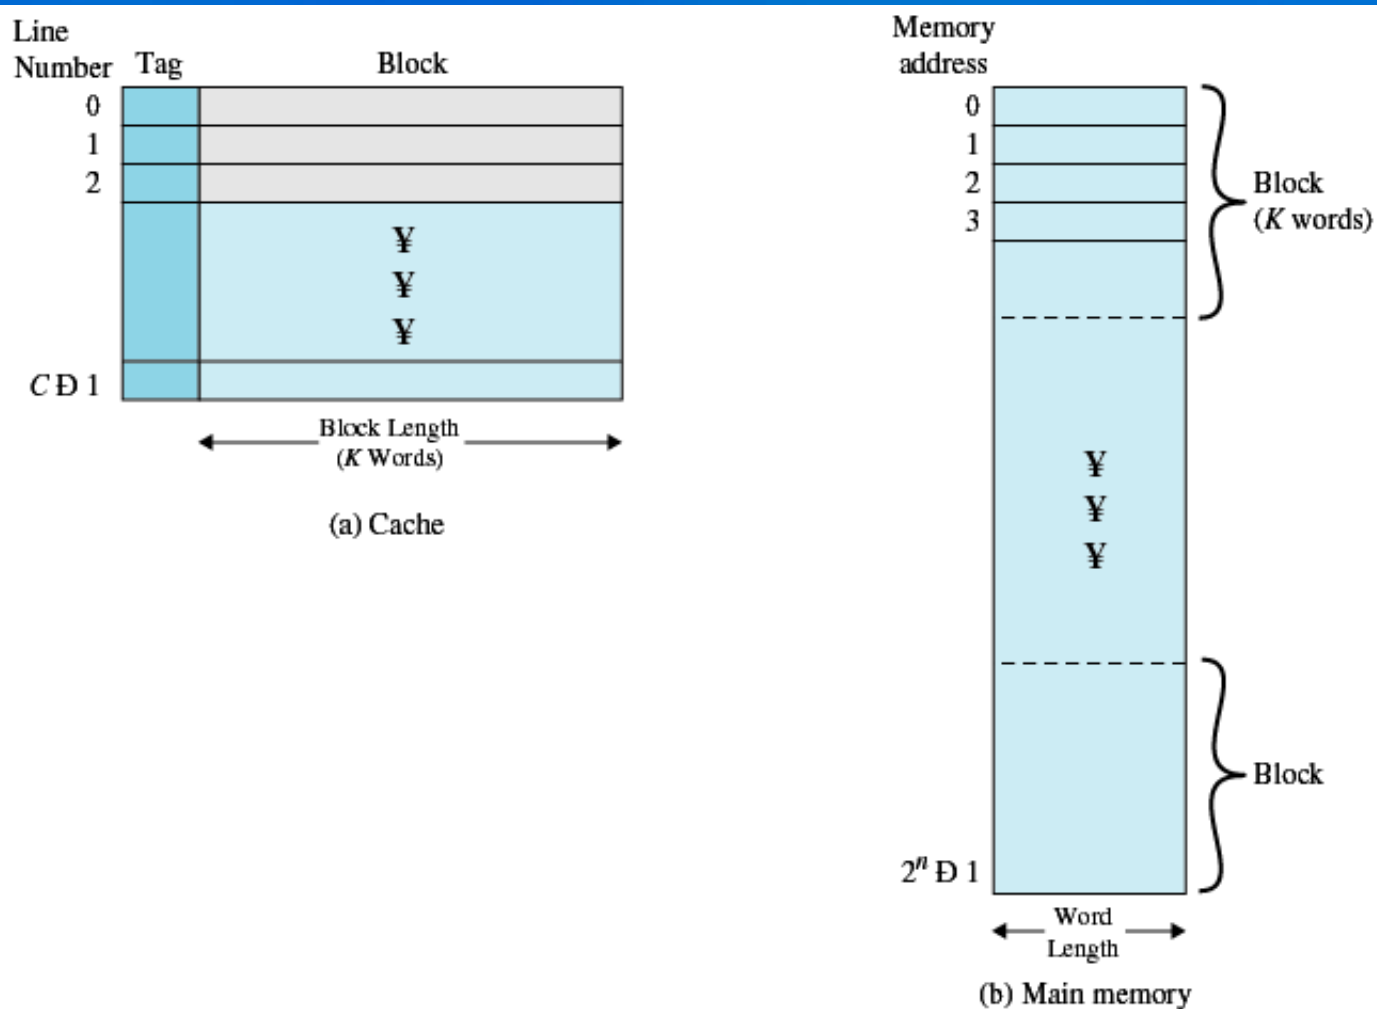 Line
Number Tag Block
0
1
2
¥
¥
¥
C Ð 1
Block Length
(K Words)
(a) Cache
Memory
address
0
1
2
3
Block
(K words)
¥
¥
¥
Block
2ⁿ Ð 1
Word
Length
(b) Main memory